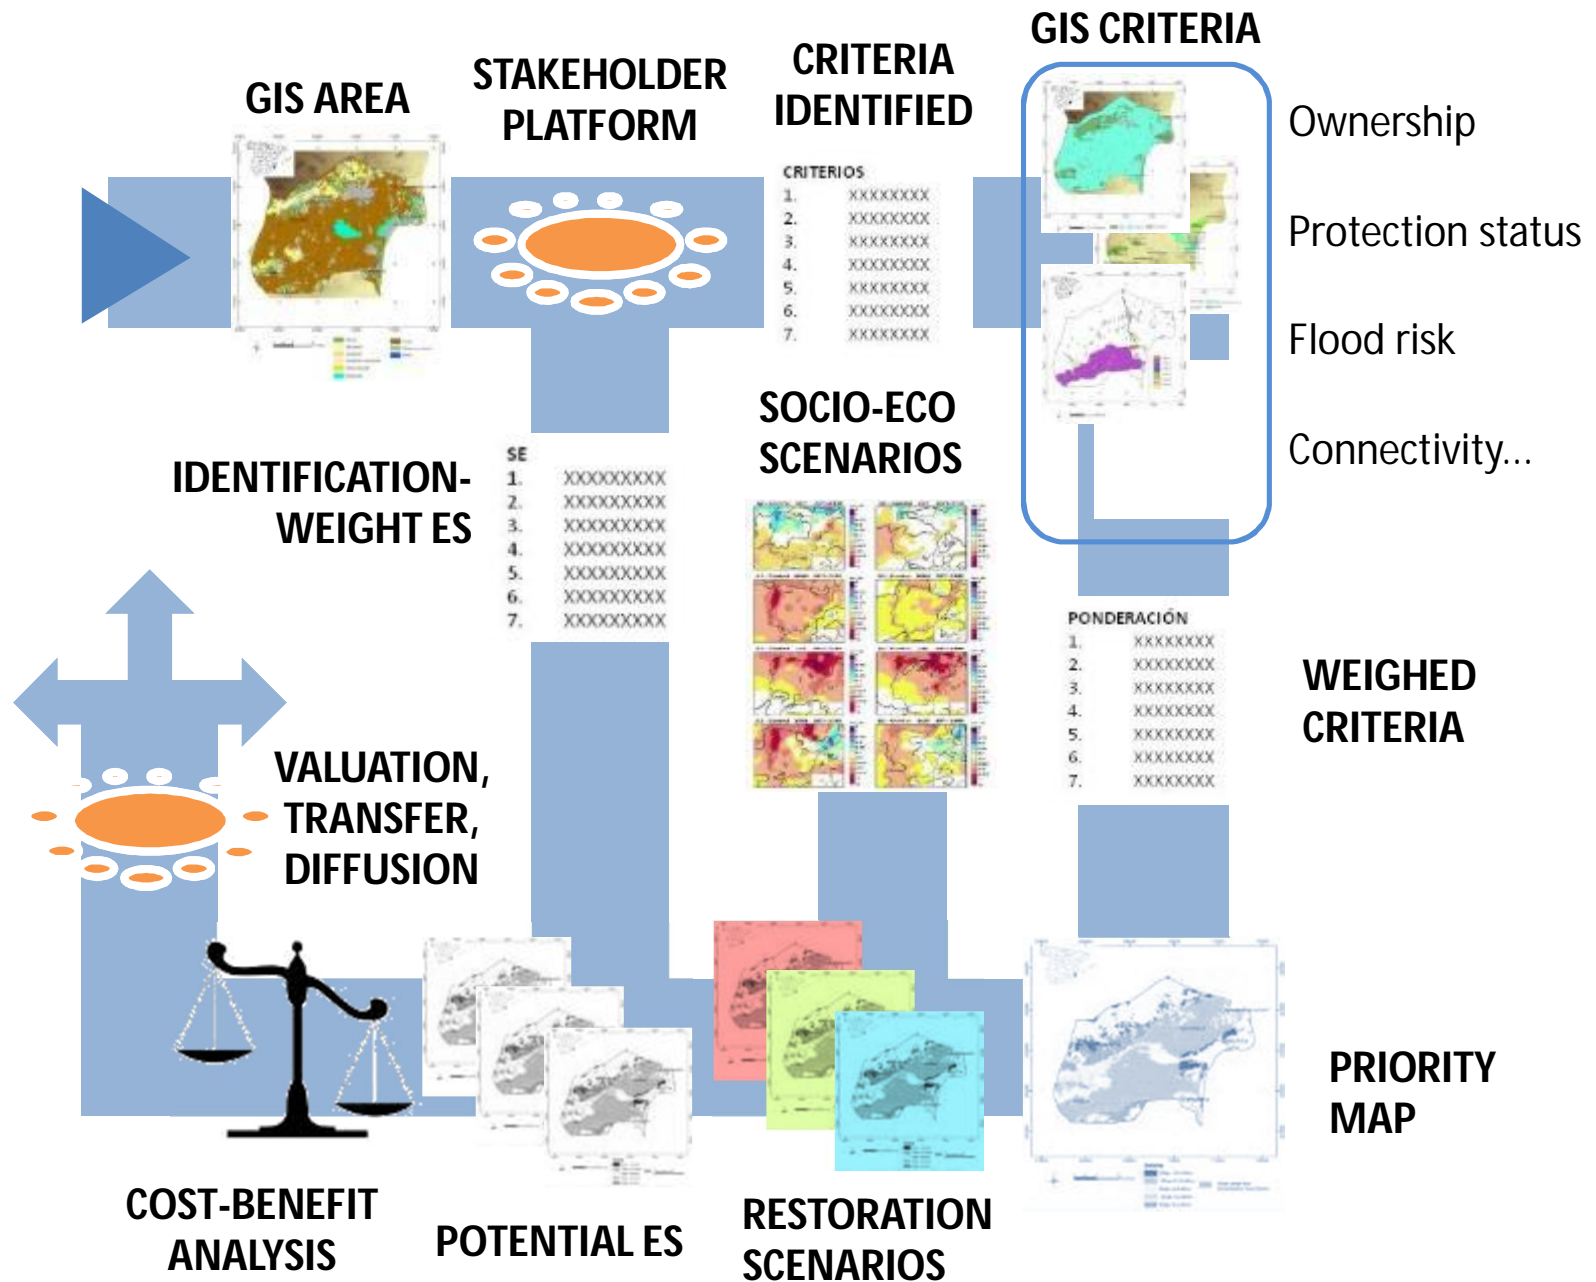 GIS AREA
STAKEHOLDER
PLATFORM
CRITERIA
IDENTIFIED
GIS CRITERIA
Ownership
Protection status
Flood risk
Connectivity...
CRITERIOS
1. XXXXXXXX
2. XXXXXXXX
3. XXXXXXXX
4. XXXXXXXX
5. XXXXXXXX
6. XXXXXXXX
7. XXXXXXXX
IDENTIFICATION-
WEIGHT ES
SE
1. XXXXXXXXX
2. XXXXXXXXX
3. XXXXXXXXX
4. XXXXXXXXX
5. XXXXXXXXX
6. XXXXXXXXX
7. XXXXXXXXX
SOCIO-ECO
SCENARIOS
PONDERACIÓN
1. XXXXXXXX
2. XXXXXXXX
3. XXXXXXXX
4. XXXXXXXX
5. XXXXXXXX
6. XXXXXXXX
7. XXXXXXXX
WEIGHED
CRITERIA
VALUATION,
TRANSFER,
DIFFUSION
PRIORITY
MAP
COST-BENEFIT
ANALYSIS
POTENTIAL ES
RESTORATION
SCENARIOS